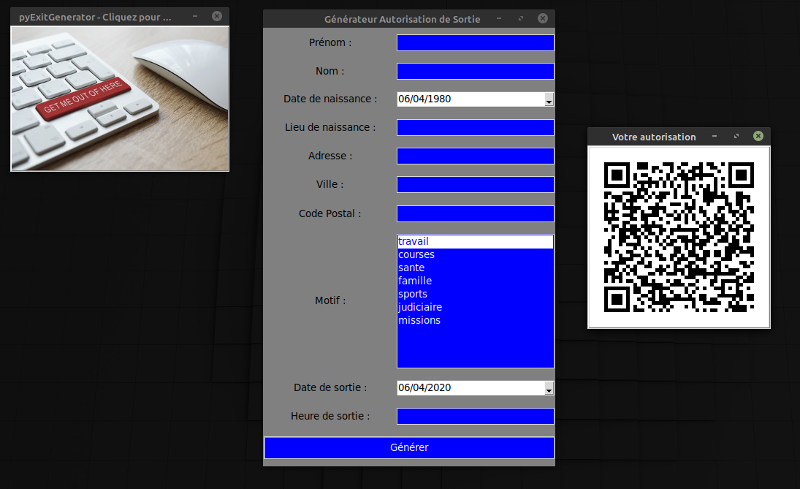 pyExitGenerator - Cliquez pour ...
GET ME OUT OF HERE
Générateur Autorisation de Sortie
Prénom :
Nom :
Date de naissance : 06/04/1980
Lieu de naissance :
Adresse :
Ville :
Code Postal :
Motif :
travail
courses
sante
famille
sports
judiciaire
missions
Date de sortie : 06/04/2020
Heure de sortie :
Générer
Votre autorisation